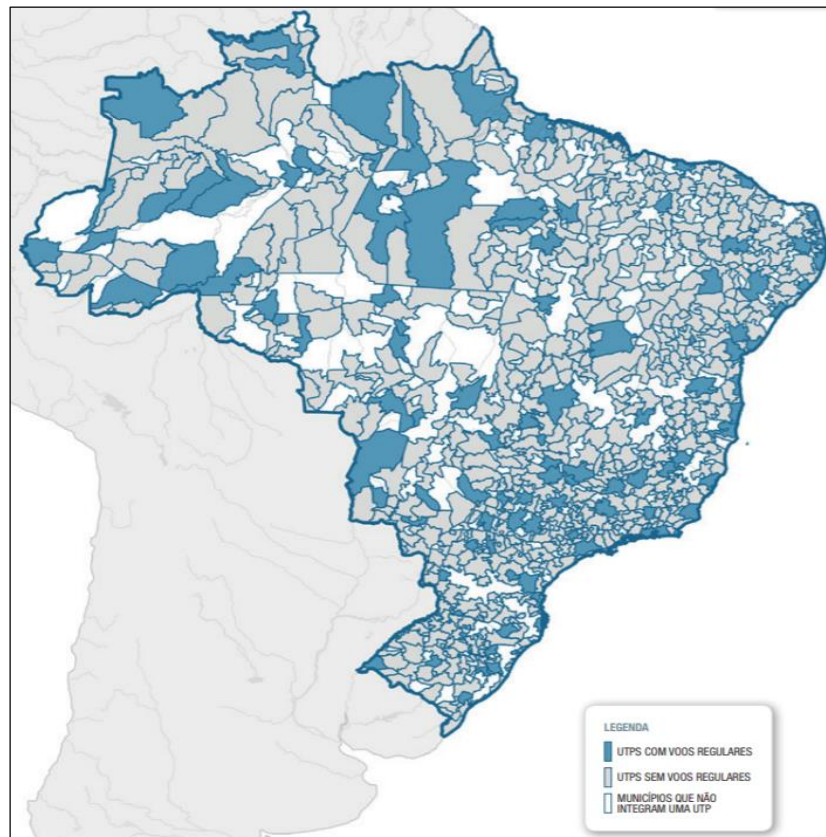 LEGENDA
UTPS COM VOOS REGULARES
UTPS SEM VOOS REGULARES
MUNICÍPIOS QUE NÃO
INTEGRAM UMA UTP